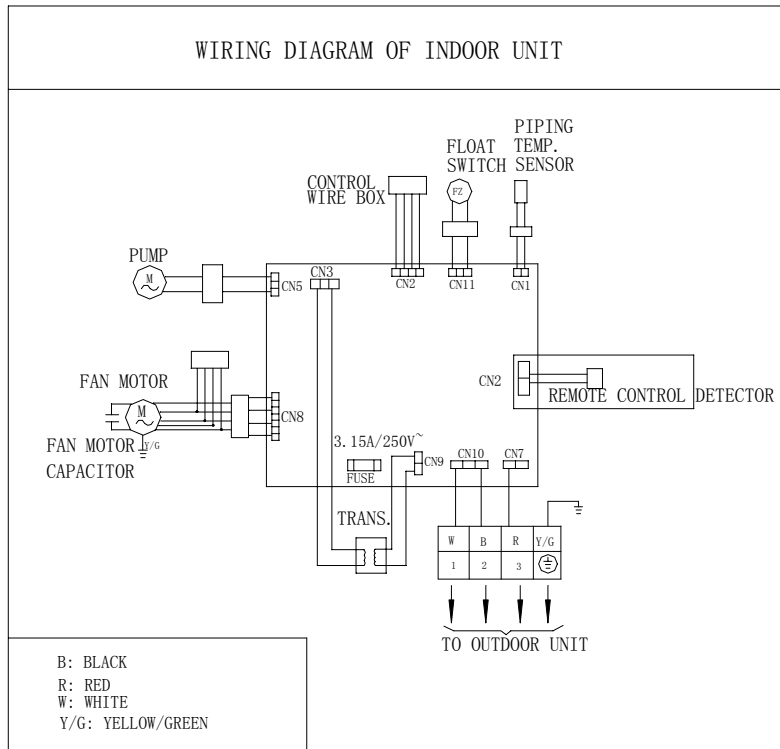 WIRING DIAGRAM OF INDOOR UNIT
PIPING
TEMP.
SENSOR
FLOAT
SWITCH
FZ
CONTROL
WIRE BOX
PUMP
M
CN5
CN3
CN2
CN11
CN1
CN2
REMOTE CONTROL DETECTOR
FAN MOTOR
M
CN8
FAN MOTOR
CAPACITOR
Y/G
3.15A/250V~
FUSE
CN9
CN10
CN7
TRANS.
W B R Y/G
1 2 3
TO OUTDOOR UNIT
B: BLACK
R: RED
W: WHITE
Y/G: YELLOW/GREEN